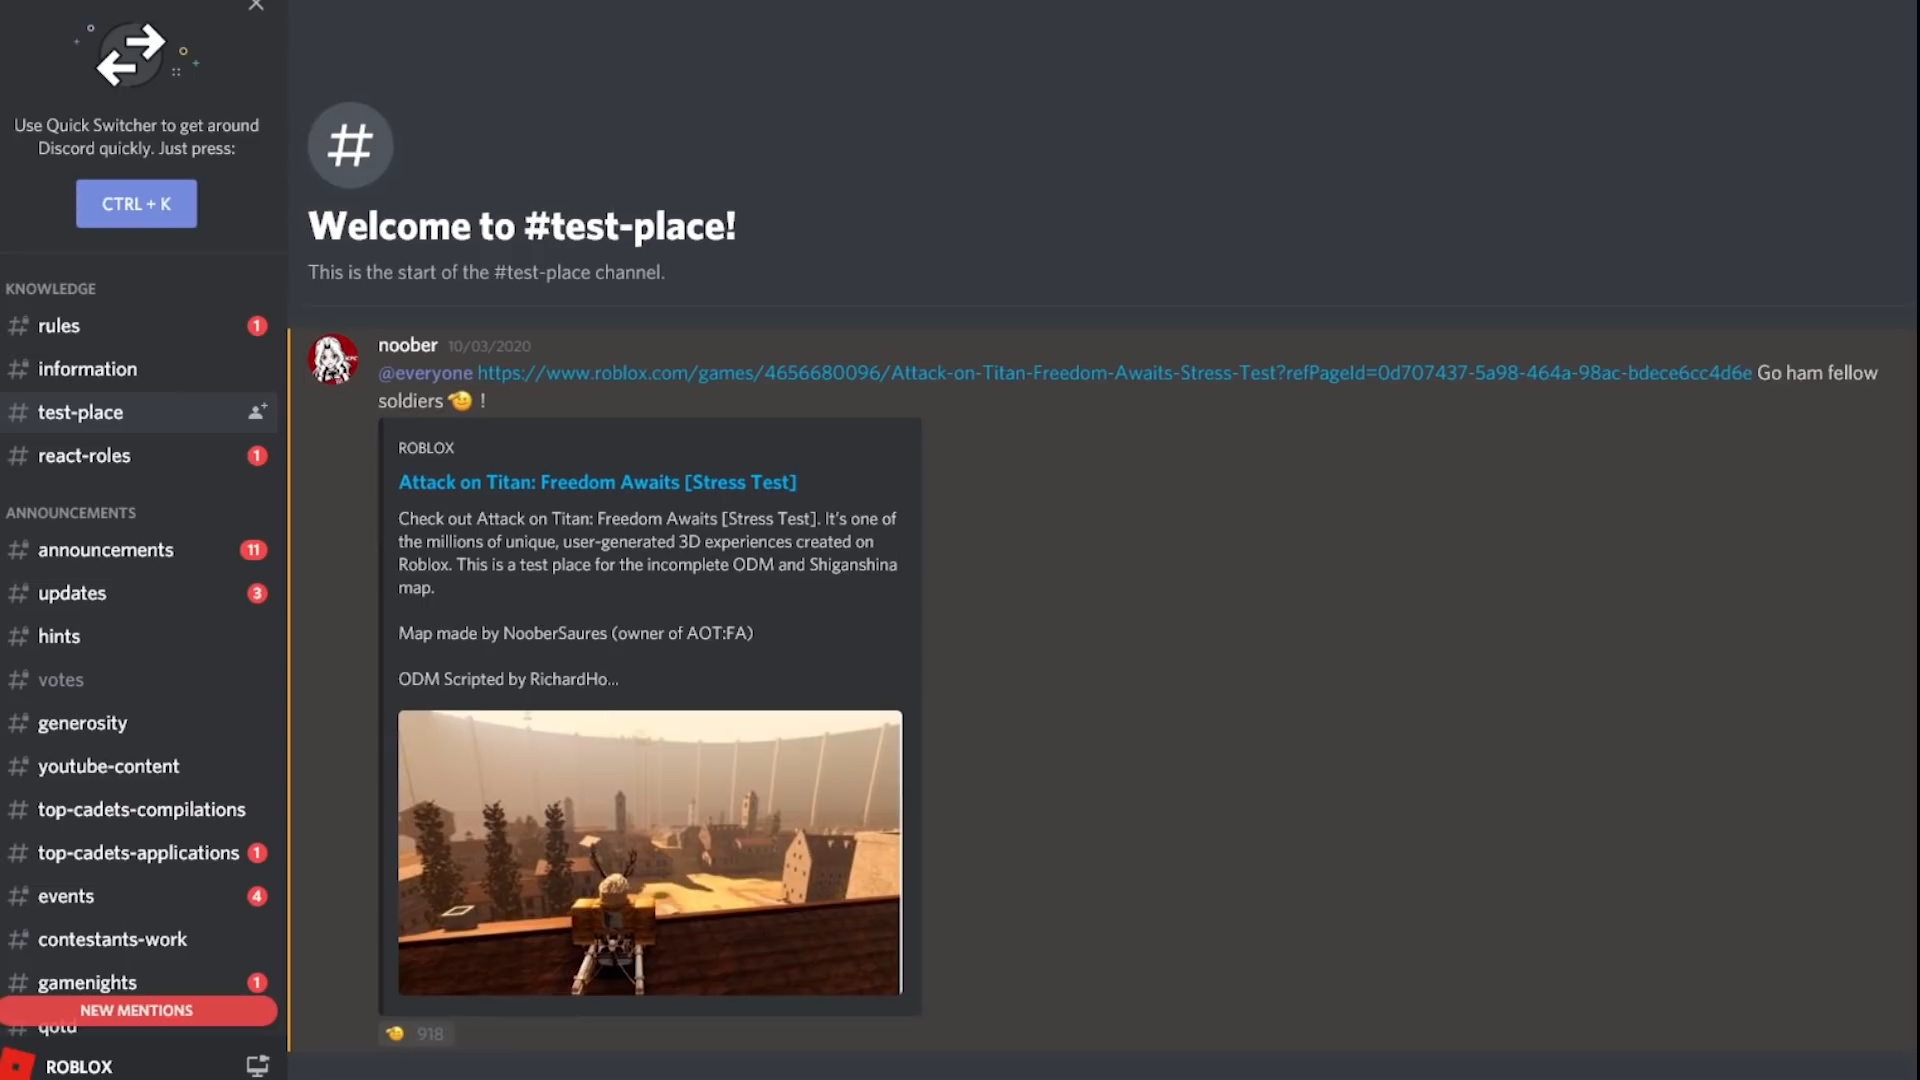 Use Quick Switcher to get around
Discord quickly. Just press:
CTRL + K
KNOWLEDGE
rules 1
information
test-place
react-roles 1
ANNOUNCEMENTS
announcements 11
updates 3
hints
votes
generosity
youtube-content
top-cadets-compilations
top-cadets-applications 1
events 4
contestants-work
gamenights 1
NEW MENTIONS
qotd
ROBLOX
Welcome to #test-place!
This is the start of the #test-place channel.
noober 10/03/2020
@everyone https://www.roblox.com/games/4656680096/Attack-on-Titan-Freedom-Awaits-Stress-Test?refPageId=0d707437-5a98-464a-98ac-bdece6cc4d6e Go ham fellow
soldiers 🫡 !
ROBLOX
Attack on Titan: Freedom Awaits [Stress Test]
Check out Attack on Titan: Freedom Awaits [Stress Test]. It's one of
the millions of unique, user-generated 3D experiences created on
Roblox. This is a test place for the incomplete ODM and Shiganshina
map.
Map made by NooberSaures (owner of AOT:FA)
ODM Scripted by RichardHo...
918